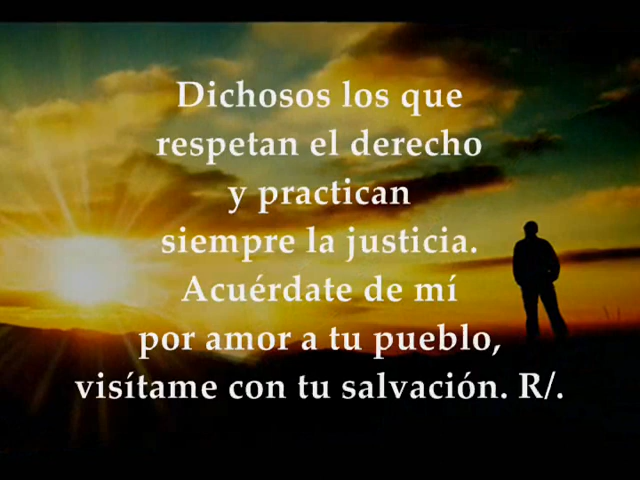 Dichosos los que
respetan el derecho
y practican
siempre la justicia.
Acuérdate de mí
por amor a tu pueblo,
visítame con tu salvación. R/.